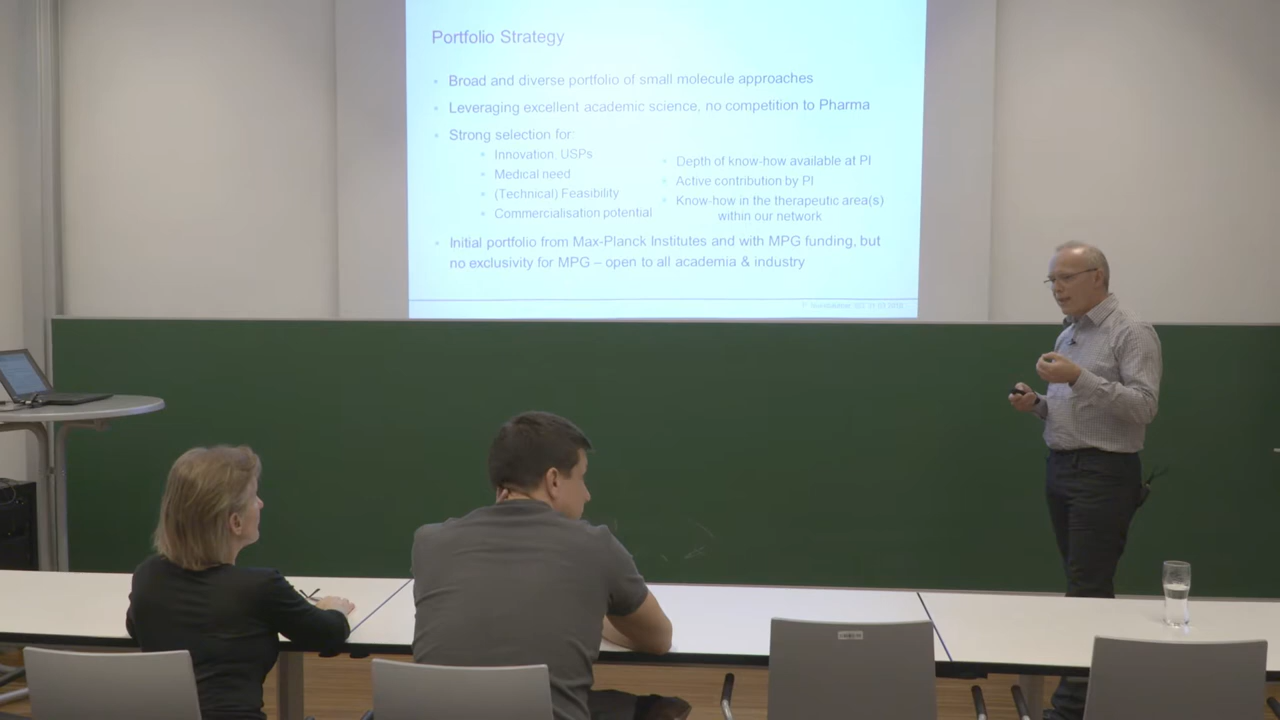 Portfolio Strategy
Broad and diverse portfolio of small molecule approaches
Leveraging excellent academic science, no competition to Pharma
Strong selection for:
Innovation, USPs
Medical need
(Technical) Feasibility
Commercialisation potential
Depth of know-how available at PI
Active contribution by PI
Know-how in the therapeutic area(s)
within our network
Initial portfolio from Max-Planck Institutes and with MPG funding, but
no exclusivity for MPG – open to all academia & industry